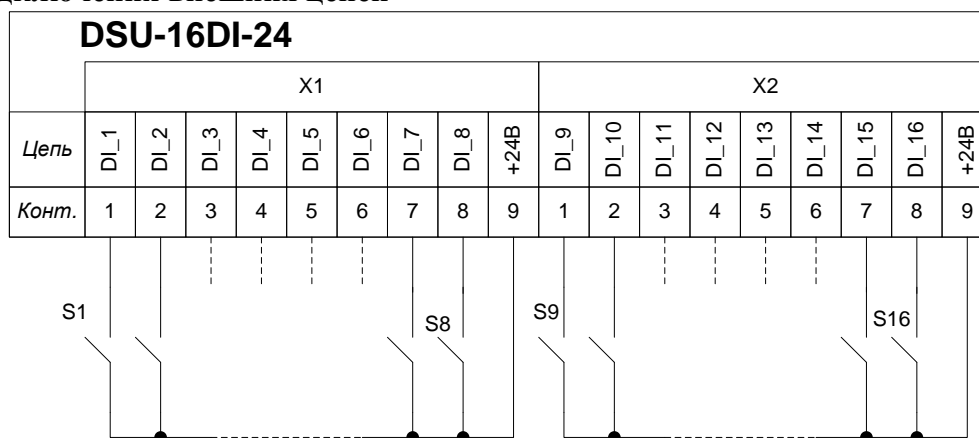 DSU-16DI-24
X1 X2
Цепь DI_1 DI_2 DI_3 DI_4 DI_5 DI_6 DI_7 DI_8 +24В DI_9 DI_10 DI_11 DI_12 DI_13 DI_14 DI_15 DI_16 +24В
Конт. 1 2 3 4 5 6 7 8 9 1 2 3 4 5 6 7 8 9
S1 S8 S9 S16